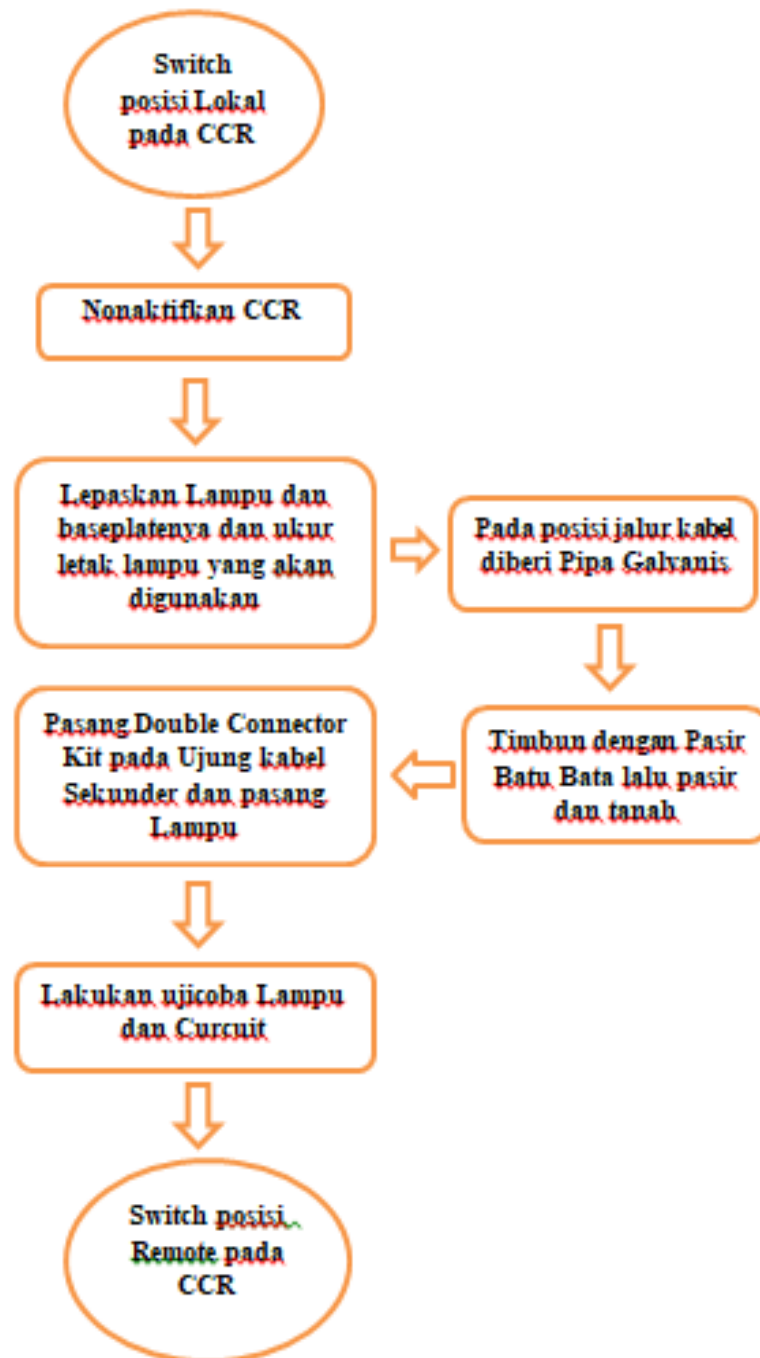 Switch
posisi Lokal
pada CCR
Nonaktifkan CCR
Lepaskan Lampu dan
baseplatenya dan ukur
letak lampu yang akan
digunakan
Pada posisi jalur kabel
diberi Pipa Galvanis
Timbun dengan Pasir
Batu Bata lalu pasir
dan tanah
Pasang Double Connector
Kit pada Ujung kabel
Sekunder dan pasang
Lampu
Lakukan ujicoba Lampu
dan Curcuit
Switch posisi
Remote pada
CCR